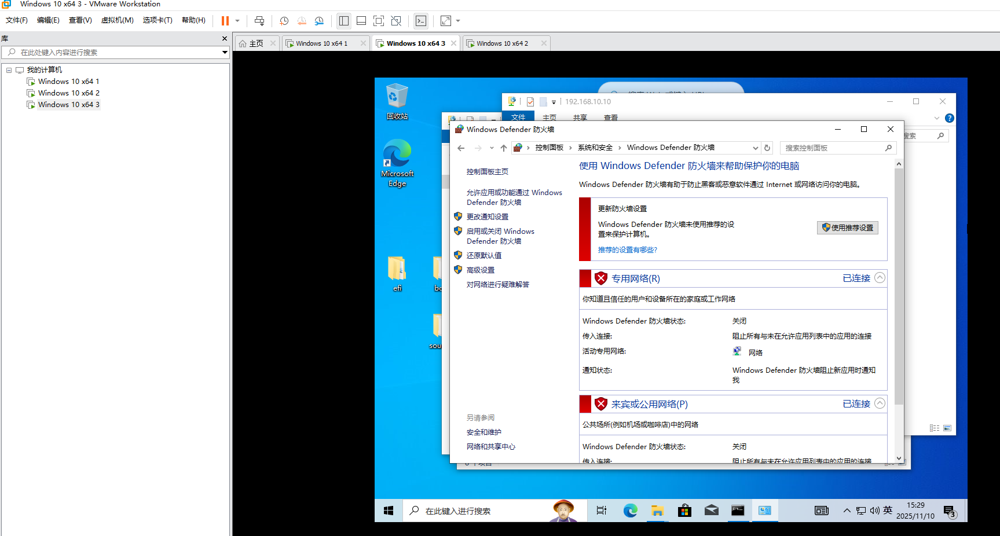 Windows 10 x64 3 - VMware Workstation
文件(F) 编辑(E) 查看(V) 虚拟机(M) 选项卡(T) 帮助(H)
库
在此处键入内容进行搜索
我的计算机
Windows 10 x64 1
Windows 10 x64 2
Windows 10 x64 3
主页 Windows 10 x64 1 Windows 10 x64 3 Windows 10 x64 2
回收站
Microsoft
Edge
efi
192.168.10.10
文件 主页 共享 查看
搜索
Windows Defender 防火墙
控制面板 系统和安全 Windows Defender 防火墙
搜索控制面板
控制面板主页
允许应用或功能通过 Windows
Defender 防火墙
更改通知设置
启用或关闭 Windows
Defender 防火墙
还原默认值
高级设置
对网络进行疑难解答
另请参阅
安全和维护
网络和共享中心
使用 Windows Defender 防火墙来帮助保护你的电脑
Windows Defender 防火墙有助于防止黑客或恶意软件通过 Internet 或网络访问你的电脑。
更新防火墙设置
Windows Defender 防火墙未使用推荐的设
置来保护计算机。
使用推荐设置
推荐的设置有哪些?
专用网络(R) 已连接
你知道且信任的用户和设备所在的家庭或工作网络
Windows Defender 防火墙状态: 关闭
传入连接: 阻止所有与未在允许应用列表中的应用的连接
活动专用网络: 网络
通知状态: Windows Defender 防火墙阻止新应用时通知
我
来宾或公用网络(P) 已连接
公共场所(例如机场或咖啡店)中的网络
Windows Defender 防火墙状态: 关闭
传入连接: 阻止所有与未在允许应用列表中的应用的连接
在此键入进行搜索
英
15:29
2025/11/10
3